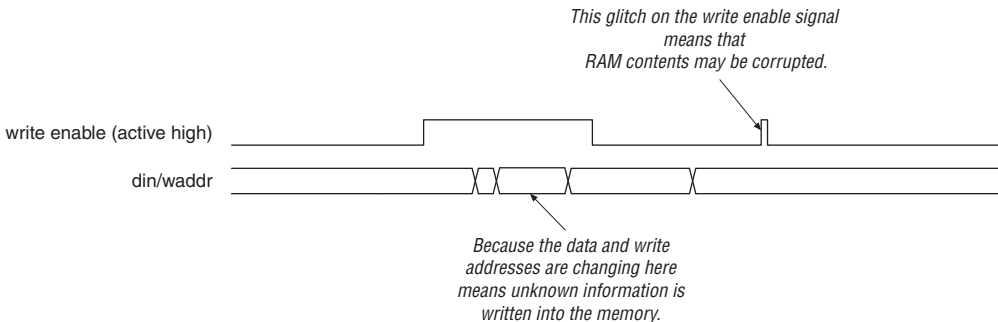 This glitch on the write enable signal
means that
RAM contents may be corrupted.
write enable (active high)
din/waddr
Because the data and write
addresses are changing here
means unknown information is
written into the memory.